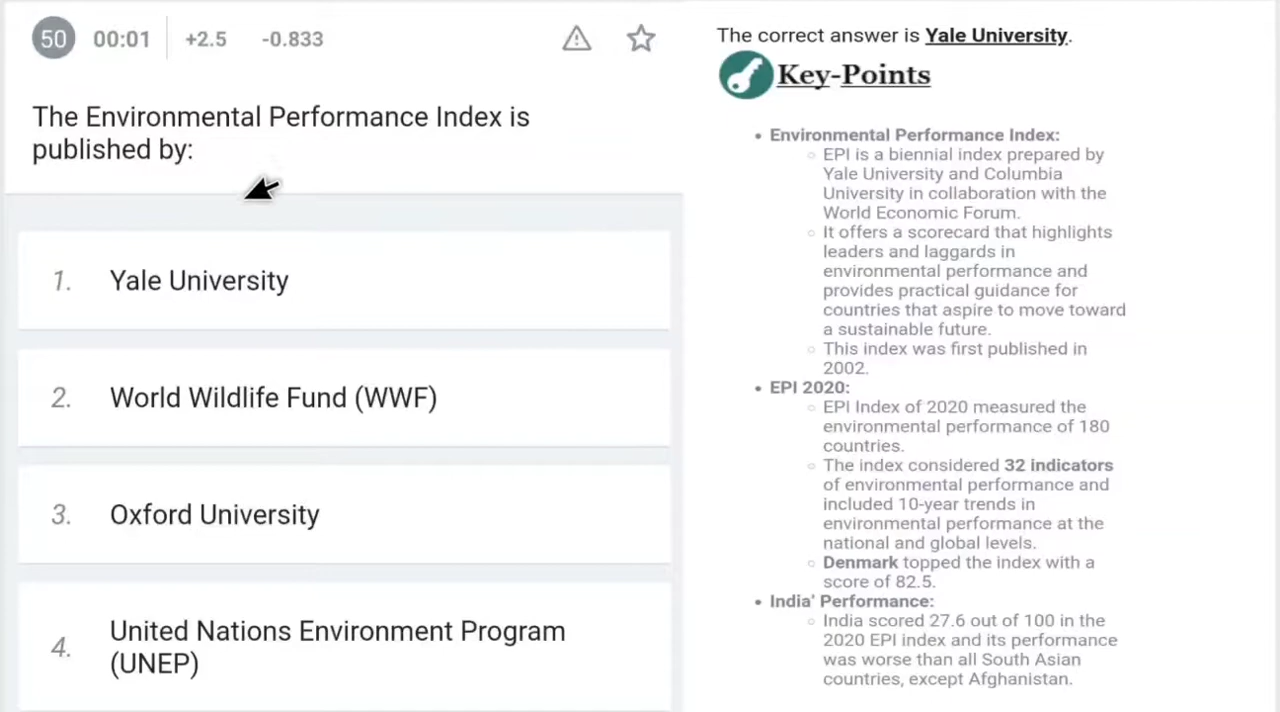 50 00:01 +2.5 -0.833
The Environmental Performance Index is
published by:
1. Yale University
2. World Wildlife Fund (WWF)
3. Oxford University
4. United Nations Environment Program
(UNEP)
The correct answer is Yale University.
Key-Points
• Environmental Performance Index:
○ EPI is a biennial index prepared by
Yale University and Columbia
University in collaboration with the
World Economic Forum.
○ It offers a scorecard that highlights
leaders and laggards in
environmental performance and
provides practical guidance for
countries that aspire to move toward
a sustainable future.
○ This index was first published in
2002.
• EPI 2020:
○ EPI Index of 2020 measured the
environmental performance of 180
countries.
○ The index considered 32 indicators
of environmental performance and
included 10-year trends in
environmental performance at the
national and global levels.
○ Denmark topped the index with a
score of 82.5.
• India' Performance:
○ India scored 27.6 out of 100 in the
2020 EPI index and its performance
was worse than all South Asian
countries, except Afghanistan.